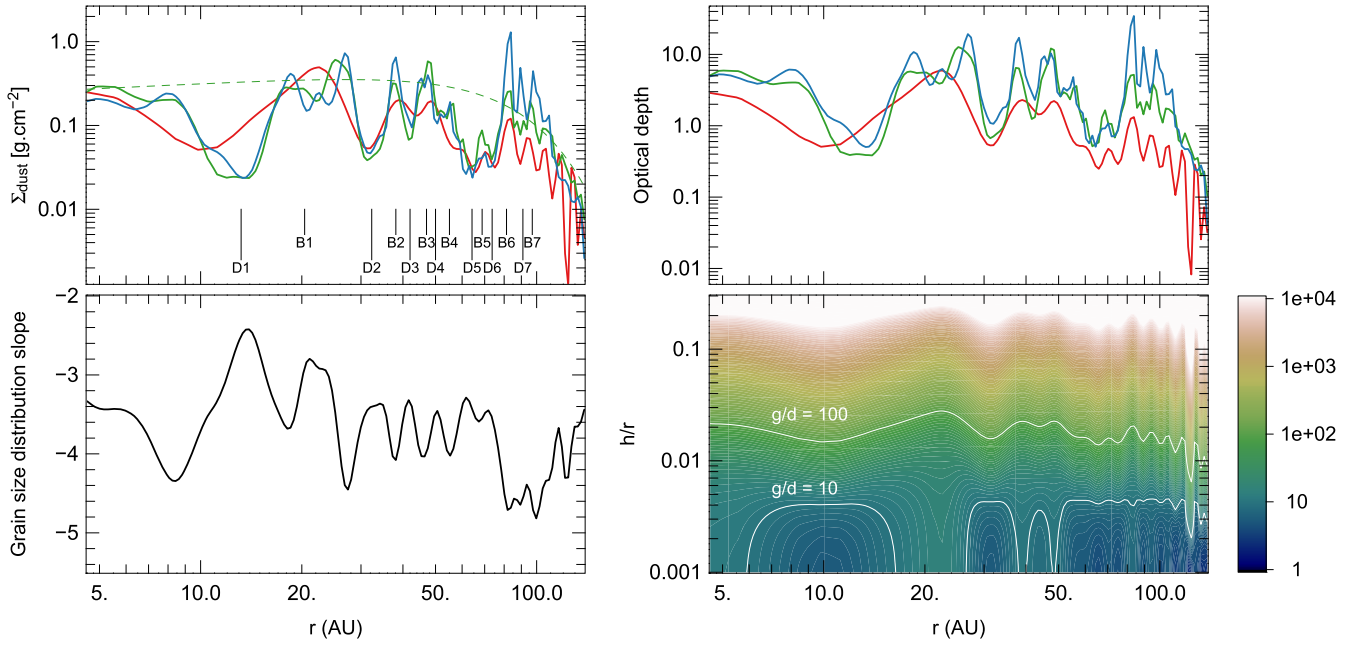 1.0
0.1
0.01
Σdust [g.cm−2]
B1 B2 B3 B4 B5 B6 B7
D1 D2 D3 D4 D5 D6 D7
10.0
1.0
0.1
0.01
Optical depth
−2
−3
−4
−5
Grain size distribution slope
5. 10.0 20. 50. 100.0
r (AU)
0.1
0.01
0.001
h/r
g/d = 100
g/d = 10
5. 10.0 20. 50. 100.0
r (AU)
1e+04
1e+03
1e+02
10
1